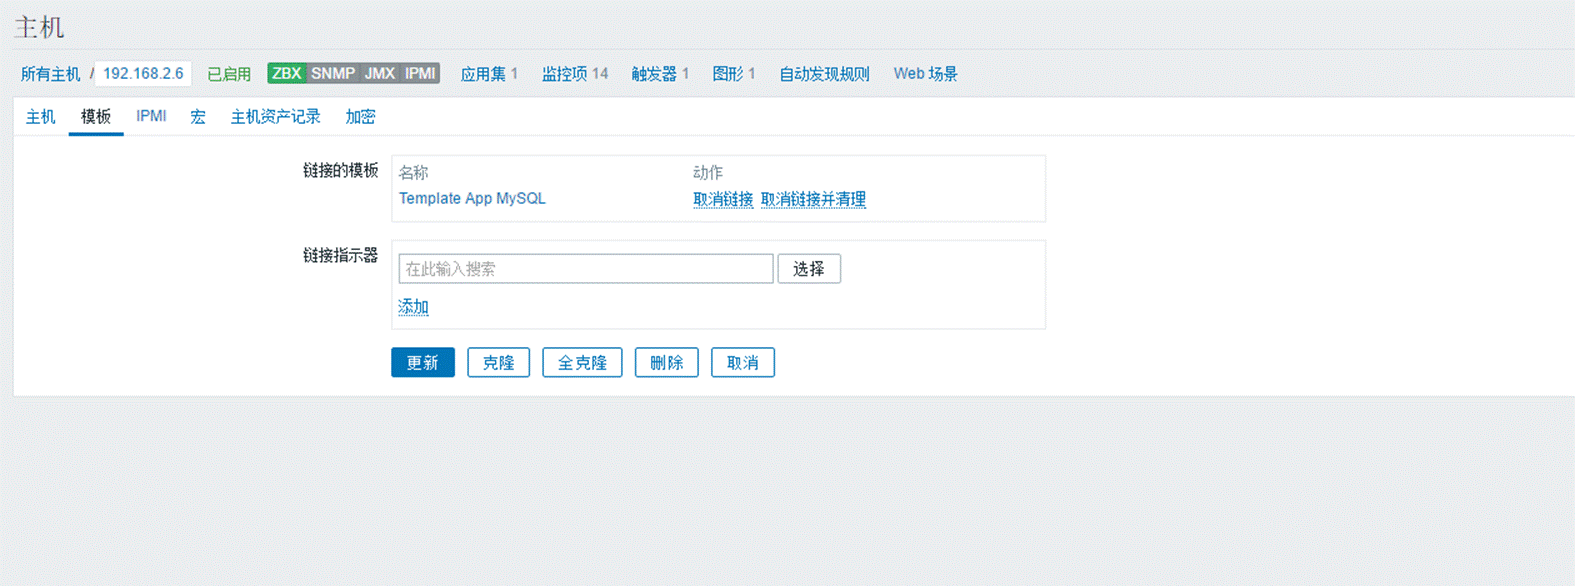 主机
所有主机 / 192.168.2.6 已启用 ZBX SNMP JMX IPMI 应用集 1 监控项 14 触发器 1 图形 1 自动发现规则 Web 场景
主机 模板 IPMI 宏 主机资产记录 加密
链接的模板 名称 动作
Template App MySQL 取消链接 取消链接并清理
链接指示器
在此输入搜索 选择
添加
更新 克隆 全克隆 删除 取消